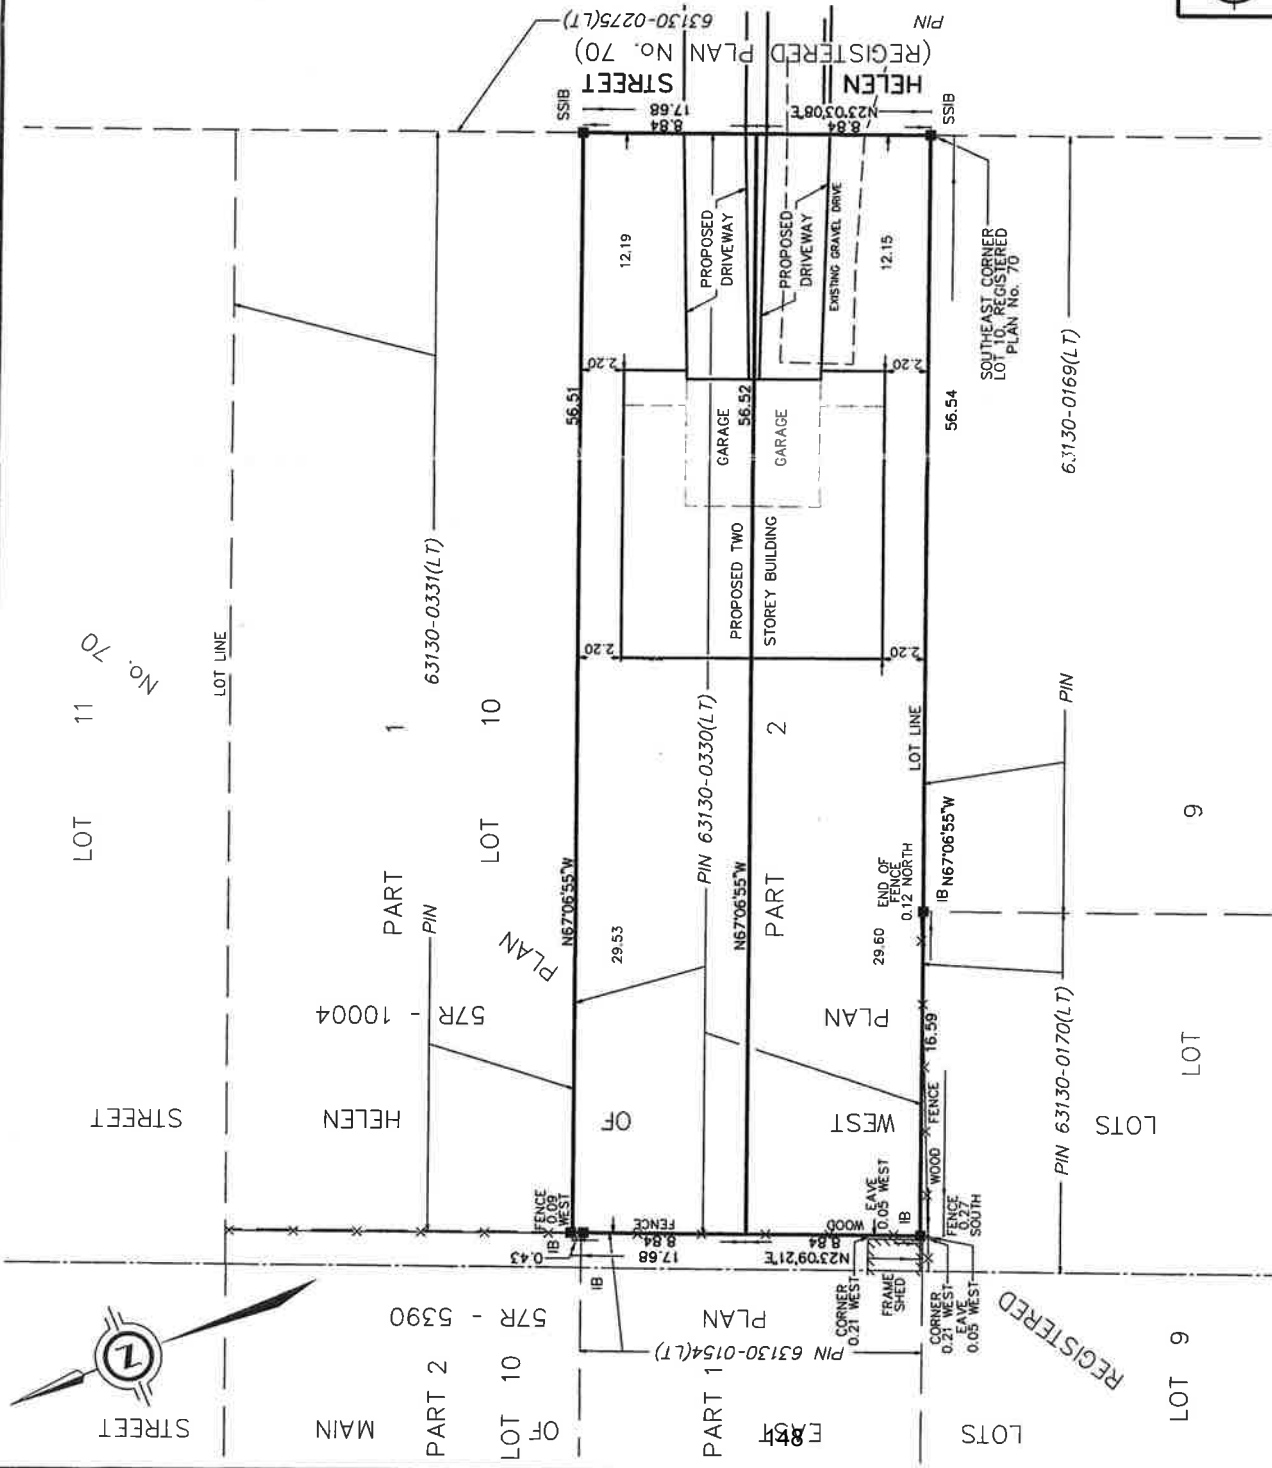 PIN
63130-0275(LT)
(REGISTERED PLAN No. 70)
HELEN STREET
SSIB
17.68
8.84
N23°03'08"E
8.84
SSIB
12.19
PROPOSED
DRIVEWAY
PROPOSED
DRIVEWAY
EXISTING GRAVEL DRIVE
12.15
SOUTHEAST CORNER
LOT 10, REGISTERED
PLAN No. 70
2.20
2.20
56.51
56.52
56.54
GARAGE
GARAGE
63130-0169(LT)
PROPOSED TWO
STOREY BUILDING
63130-0331(LT)
No. 70
LOT LINE
2.20
2.20
LOT 11
PART 1
LOT 10
PIN 63130-0330(LT)
PART 2
LOT LINE
PIN
LOT 9
PIN
N67°06'55"W
N67°06'55"W
N67°06'55"W
END OF
FENCE
0.12 NORTH
IB
PLAN
29.53
29.60
57R - 10004
PLAN
16.59
PIN 63130-0170(LT)
STREET
HELEN
OF
WEST
LOTS
WOOD FENCE
FENCE
0.09
WEST
IB
0.43
FENCE
8.84
17.68
N23°09'21"E
WOOD
8.84
EAVE
0.05 WEST
IB
FENCE
0.27
SOUTH
IB
CORNER
0.21 WEST
FRAME
SHED
CORNER
0.21 WEST
EAVE
0.05 WEST
REGISTERED
57R - 5390
PLAN
PIN 63130-0154(LT)
Z
PART 2
LOT 10
PART 1
LOT 9
STREET
MAIN
OF
EAST
LOTS
148